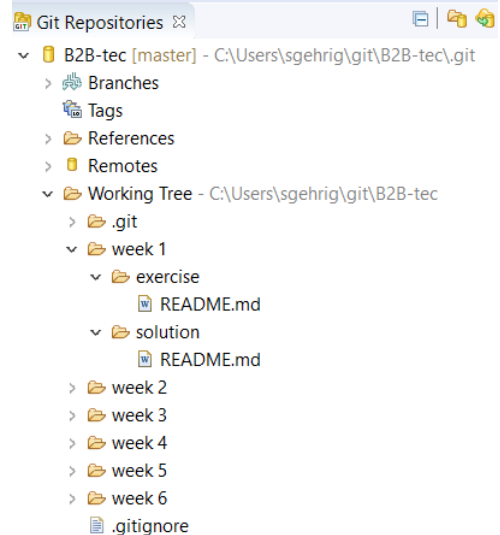 Git Repositories
B2B-tec [master] - C:\Users\sgehrig\git\B2B-tec\.git
Branches
Tags
References
Remotes
Working Tree - C:\Users\sgehrig\git\B2B-tec
.git
week 1
exercise
README.md
solution
README.md
week 2
week 3
week 4
week 5
week 6
.gitignore